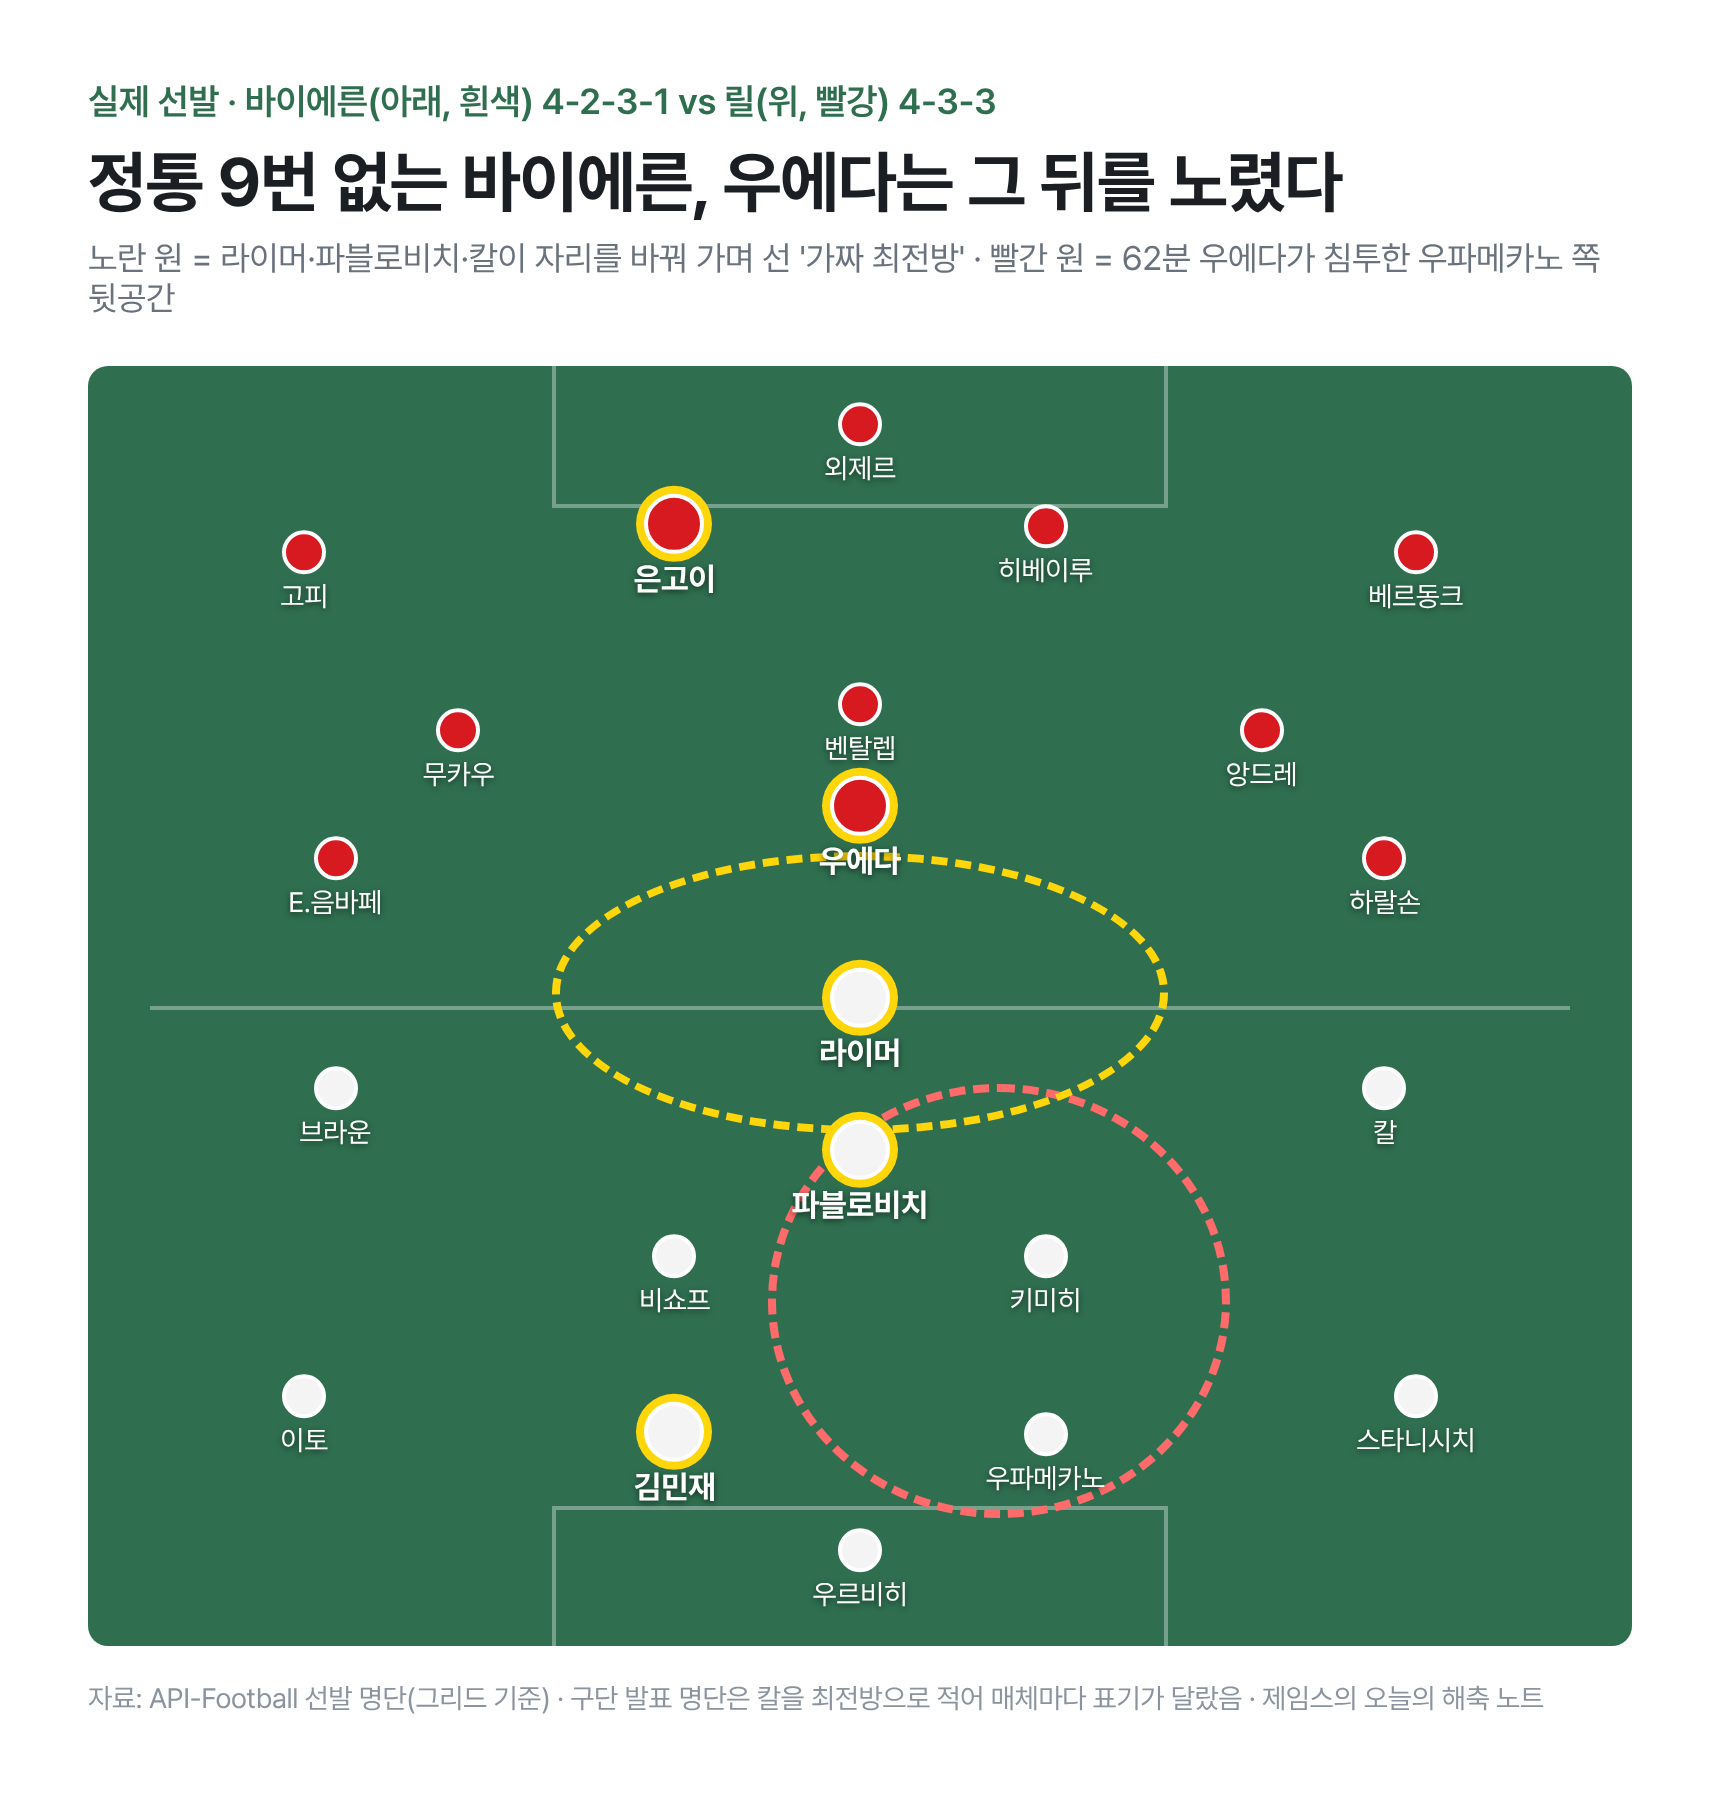 실제 선발 · 바이에른(아래, 흰색) 4-2-3-1 vs 릴(위, 빨강) 4-3-3
정통 9번 없는 바이에른, 우에다는 그 뒤를 노렸다
노란 원 = 라이머·파블로비치·칼이 자리를 바꿔 가며 선 '가짜 최전방' · 빨간 원 = 62분 우에다가 침투한 우파메카노 쪽
뒷공간
외제르
은고이
히베이루
고피
베르동크
벤탈렙
무카우
앙드레
우에다
E.음바페
하랄손
라이머
브라운
칼
파블로비치
비쇼프
키미히
이토
스타니시치
김민재
우파메카노
우르비히
자료: API-Football 선발 명단(그리드 기준) · 구단 발표 명단은 칼을 최전방으로 적어 매체마다 표기가 달랐음 · 제임스의 오늘의 해축 노트